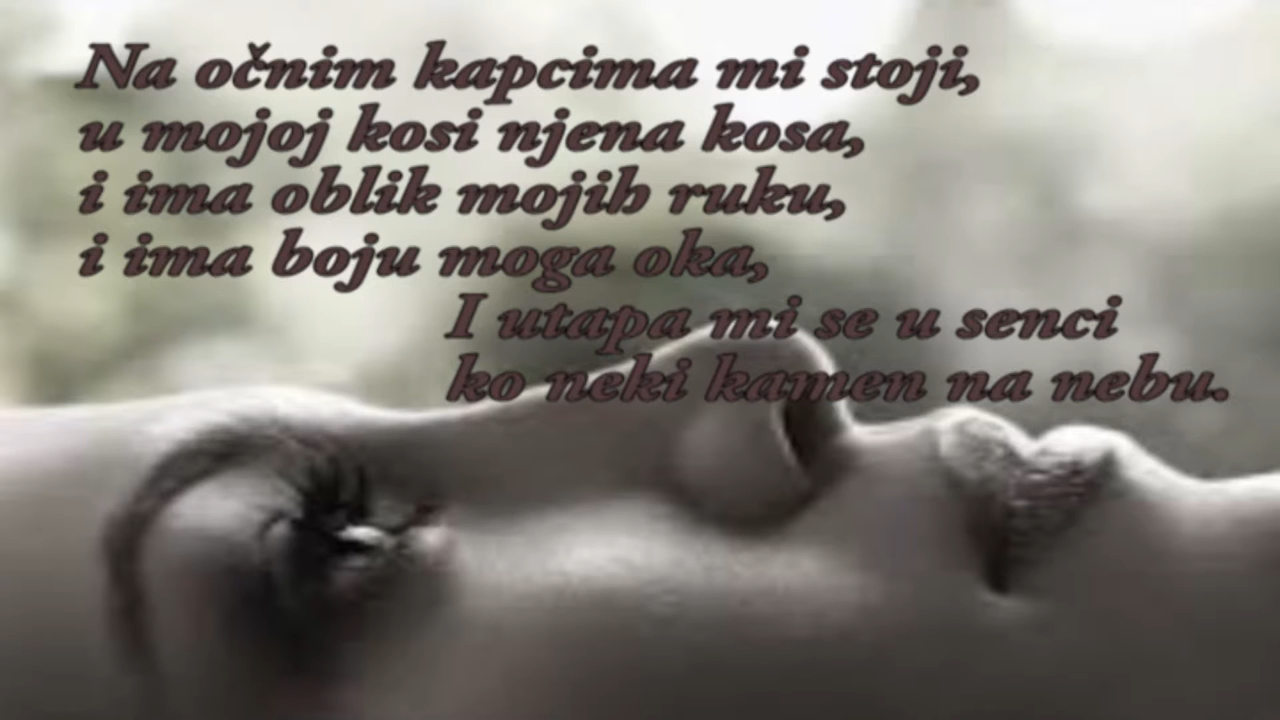 Na očnim kapcima mi stoji,
u mojoj kosi njena kosa,
i ima oblik mojih ruku,
i ima boju moga oka,
I utapa mi se u senci
ko neki kamen na nebu.